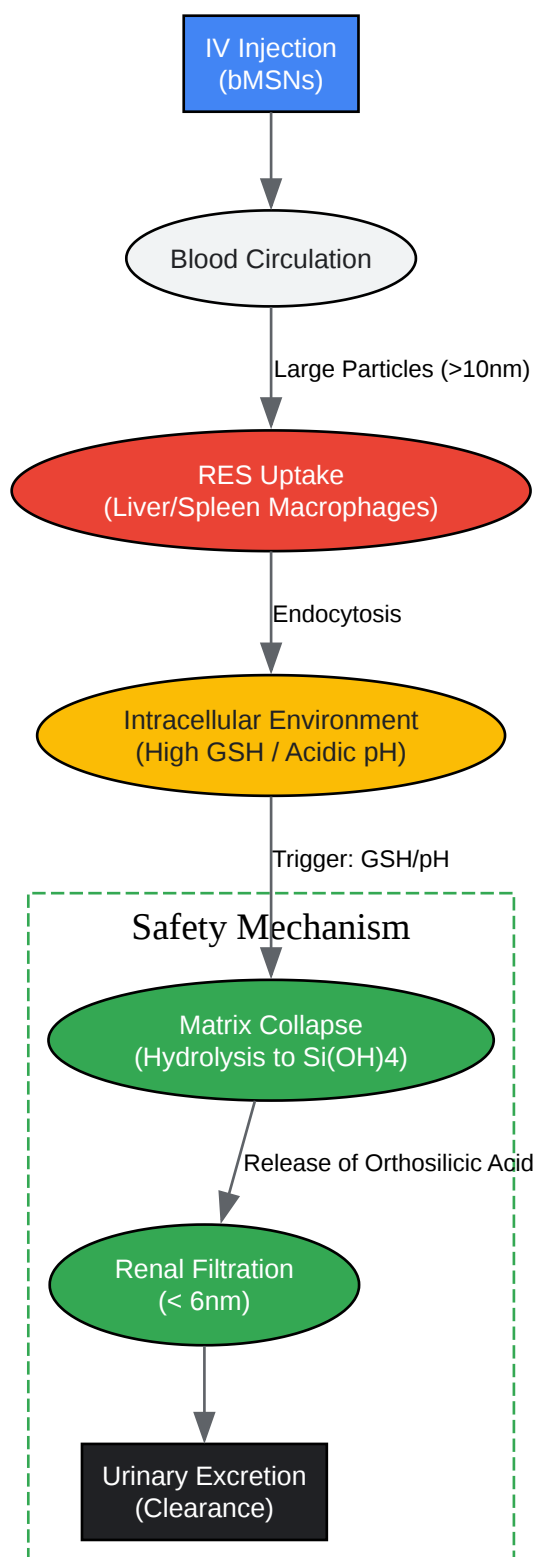 IV Injection
(bMSNs)
Blood Circulation
Large Particles (>10nm)
RES Uptake
(Liver/Spleen Macrophages)
Endocytosis
Intracellular Environment
(High GSH / Acidic pH)
Trigger: GSH/pH
Safety Mechanism
Matrix Collapse
(Hydrolysis to Si(OH)4)
Release of Orthosilicic Acid
Renal Filtration
(< 6nm)
Urinary Excretion
(Clearance)